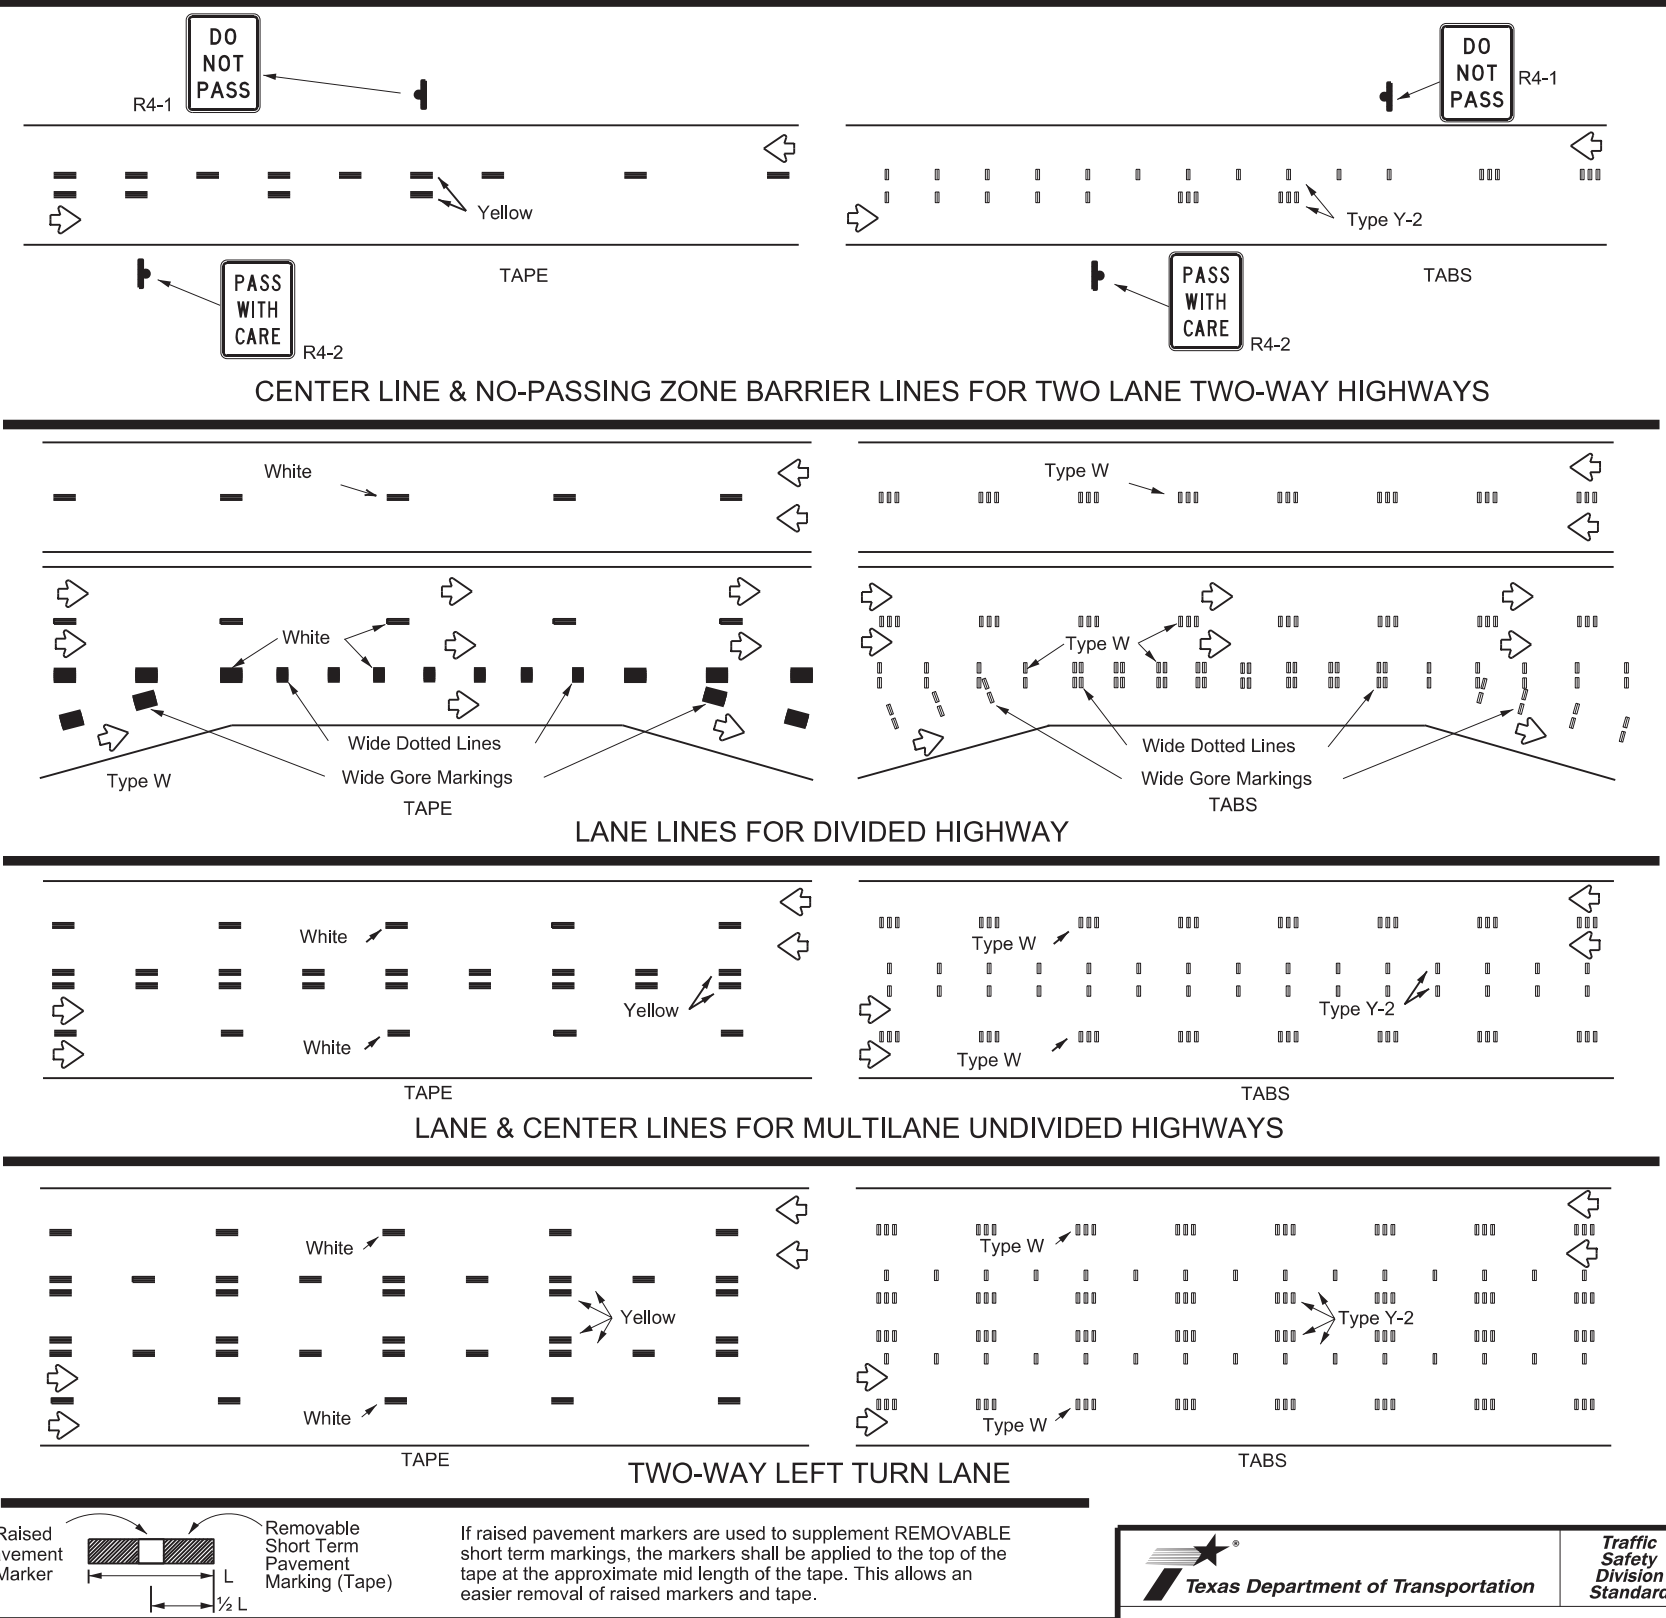 DO
NOT
PASS
R4-1
DO
NOT
PASS
R4-1
Yellow
Type Y-2
PASS
WITH
CARE
R4-2
TAPE
PASS
WITH
CARE
R4-2
TABS
CENTER LINE & NO-PASSING ZONE BARRIER LINES FOR TWO LANE TWO-WAY HIGHWAYS
White
Type W
White
Type W
Wide Dotted Lines
Wide Gore Markings
Type W
TAPE
Wide Dotted Lines
Wide Gore Markings
TABS
LANE LINES FOR DIVIDED HIGHWAY
White
Yellow
White
TAPE
Type W
Type Y-2
Type W
TABS
LANE & CENTER LINES FOR MULTILANE UNDIVIDED HIGHWAYS
White
Yellow
White
TAPE
Type W
Type Y-2
Type W
TABS
TWO-WAY LEFT TURN LANE
Raised
avement
Marker
L
½ L
Removable
Short Term
Pavement
Marking (Tape)
If raised pavement markers are used to supplement REMOVABLE
short term markings, the markers shall be applied to the top of the
tape at the approximate mid length of the tape. This allows an
easier removal of raised markers and tape.
®
Texas Department of Transportation
Traffic
Safety
Division
Standard